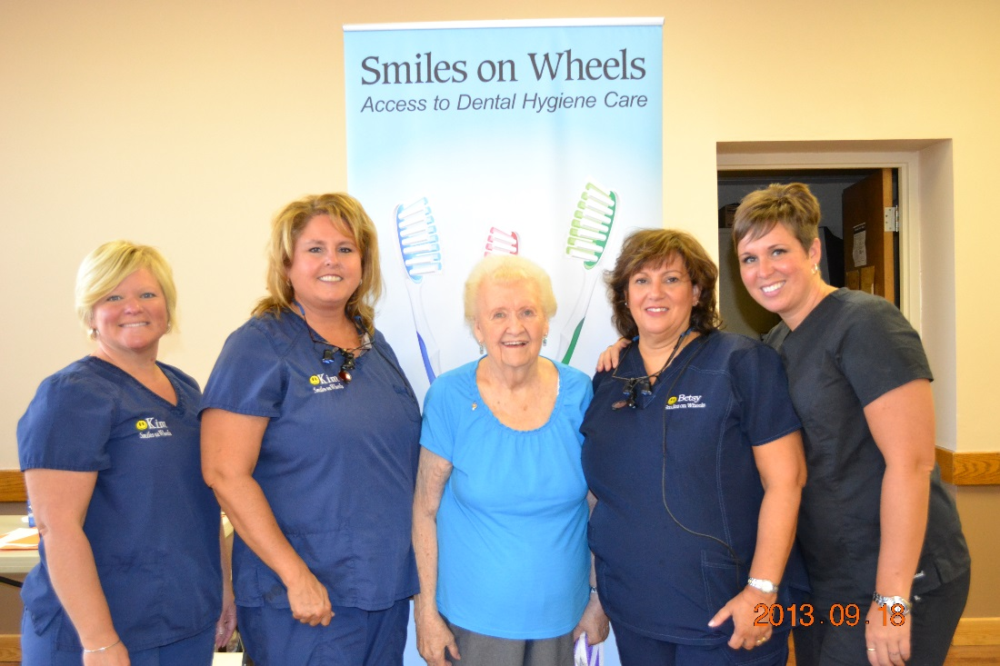 Smiles on Wheels
Access to Dental Hygiene Care
Kim
Smiles on Wheels
Kim
Smiles on Wheels
Betsy
Smiles on Wheels
2013.09.18